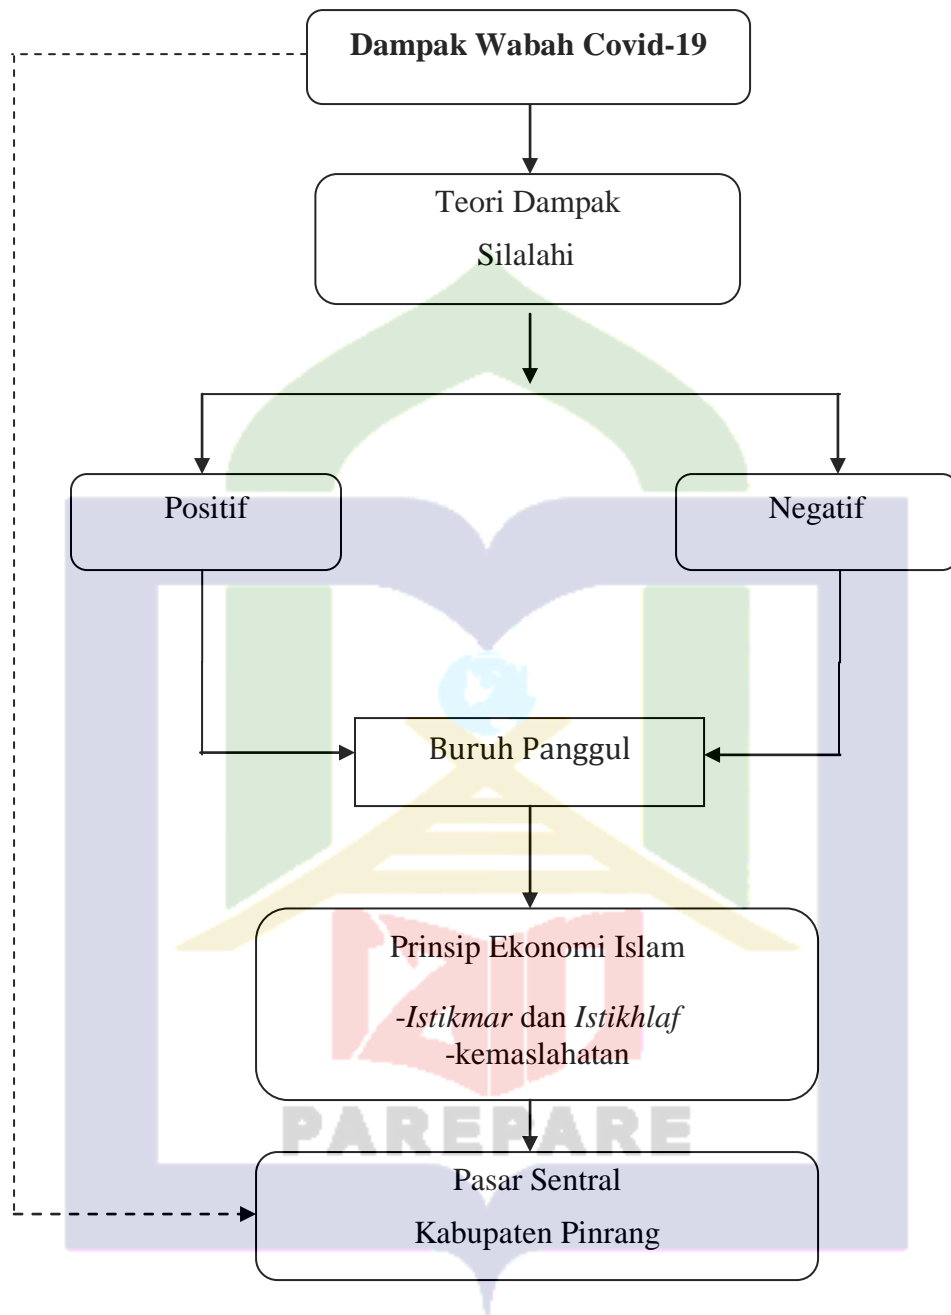 Dampak Wabah Covid-19
Teori Dampak
Silalahi
Positif
Negatif
Buruh Panggul
Prinsip Ekonomi Islam
-Istikmar dan Istikhlaf
-kemaslahatan
PAREPARE
Pasar Sentral
Kabupaten Pinrang